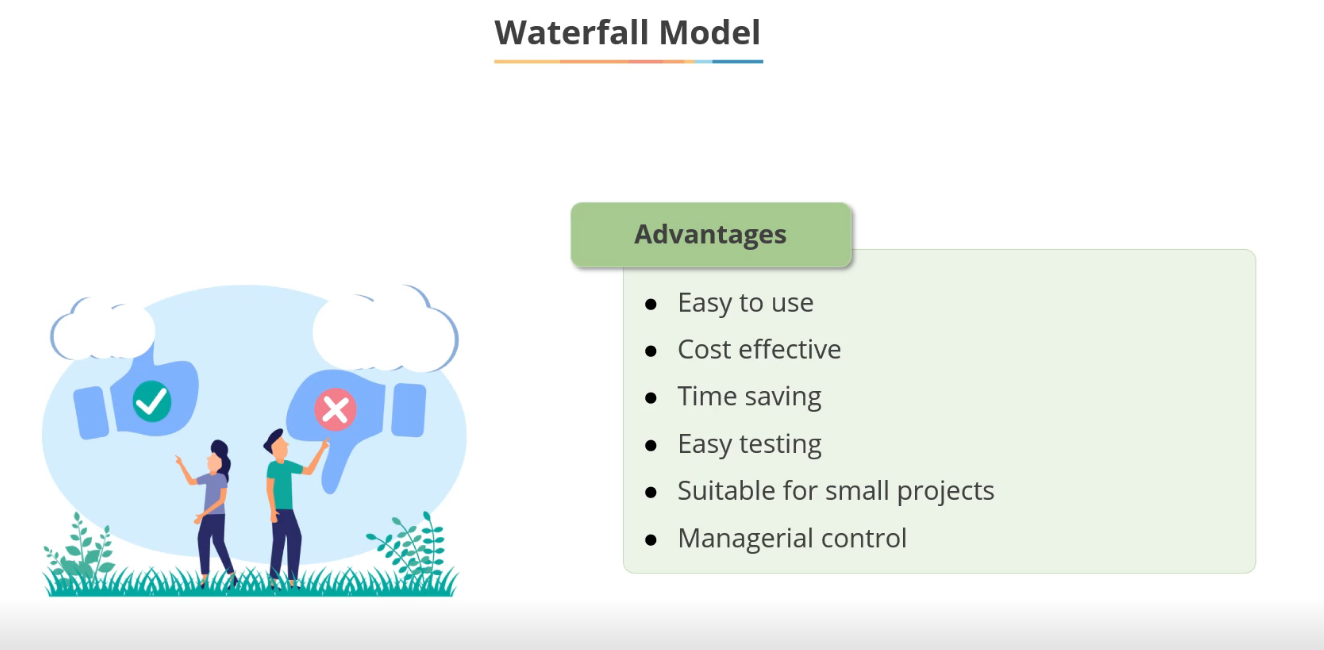 Waterfall Model
Advantages
● Easy to use
● Cost effective
● Time saving
● Easy testing
● Suitable for small projects
● Managerial control